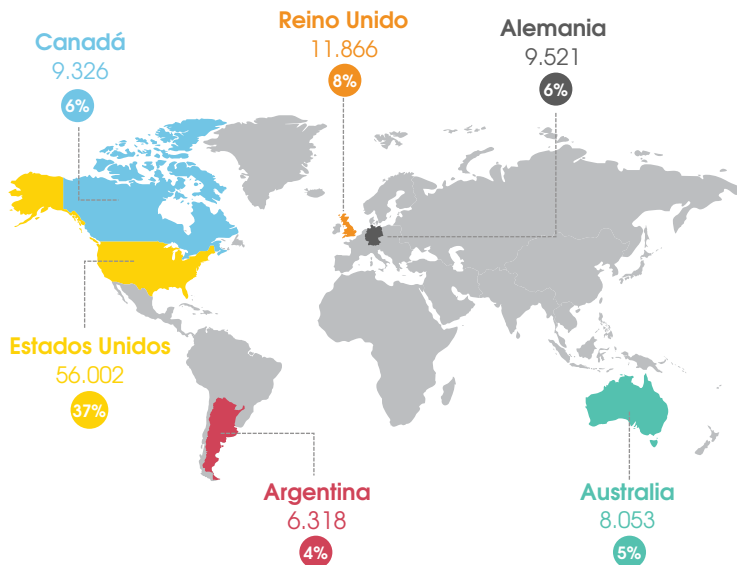 Reino Unido
11.866
8%
Alemania
9.521
6%
Canadá
9.326
6%
Estados Unidos
56.002
37%
Argentina
6.318
4%
Australia
8.053
5%